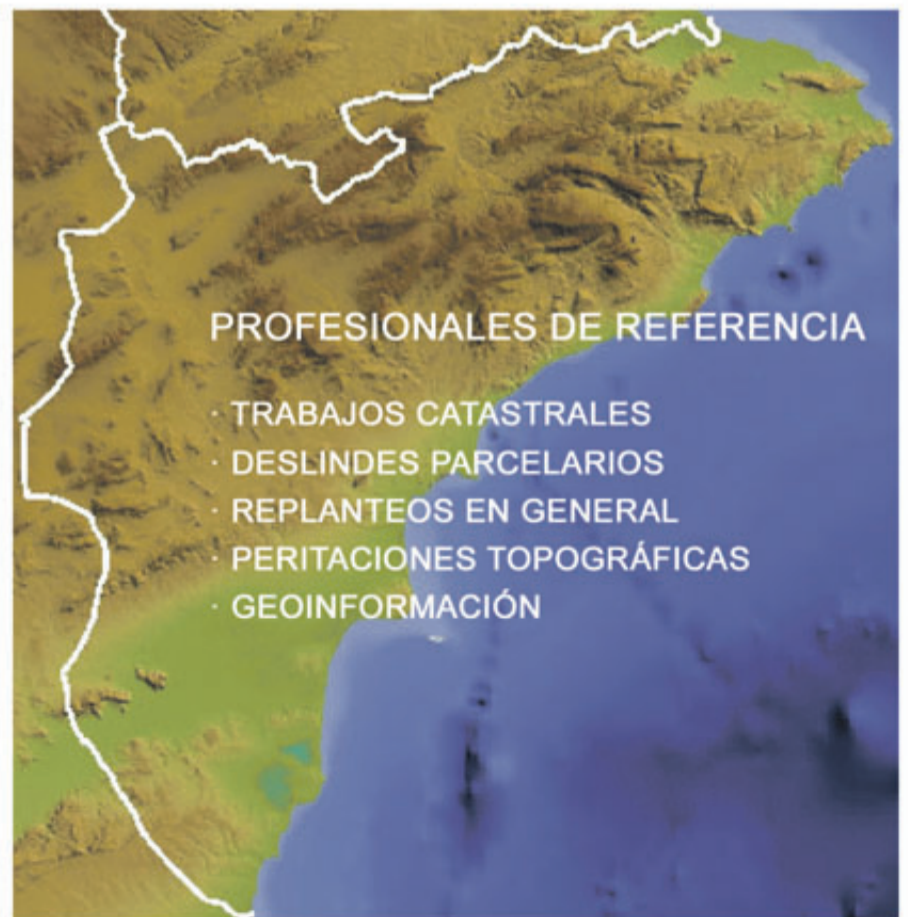 PROFESIONALES DE REFERENCIA
· TRABAJOS CATASTRALES
· DESLINDES PARCELARIOS
· REPLANTEOS EN GENERAL
· PERITACIONES TOPOGRÁFICAS
· GEOINFORMACIÓN